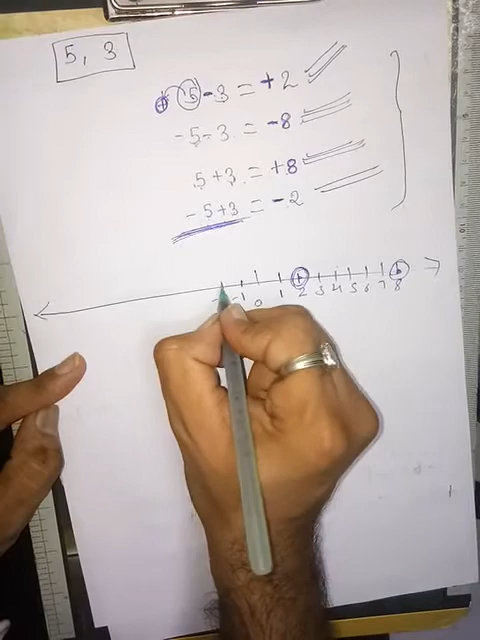 5, 3
+ 5 - 3 = +2
-5 - 3 = -8
5 + 3 = +8
-5 + 3 = -2
-1 0 1 2 3 4 5 6 7 8